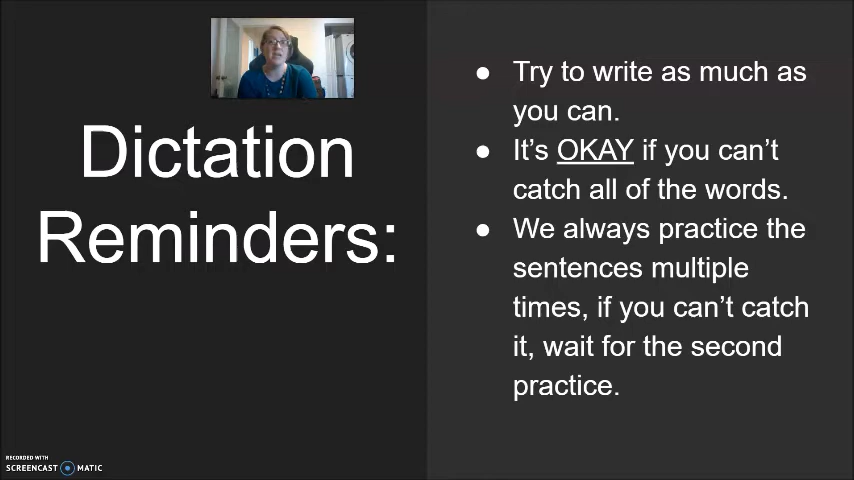 Dictation
Reminders:
● Try to write as much as
you can.
● It's OKAY if you can't
catch all of the words.
● We always practice the
sentences multiple
times, if you can't catch
it, wait for the second
practice.
RECORDED WITH
SCREENCAST MATIC